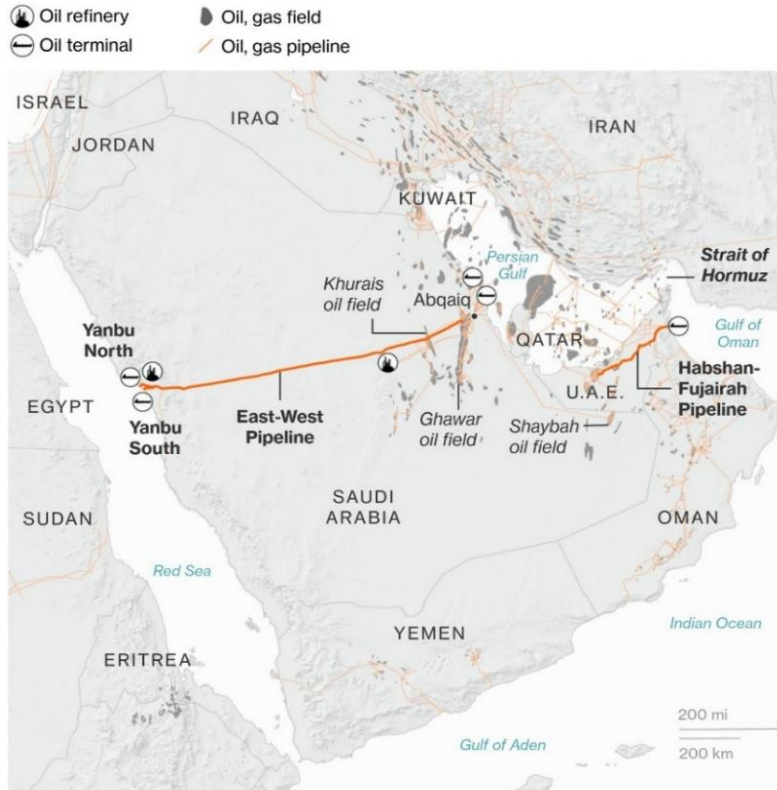 Oil refinery
Oil, gas field
Oil terminal
Oil, gas pipeline
ISRAEL
JORDAN
IRAQ
IRAN
KUWAIT
Persian
Gulf
Strait of
Hormuz
Khurais
oil field
Abqaiq
Yanbu
North
QATAR
Gulf of
Oman
EGYPT
U.A.E.
Habshan-
Fujairah
Pipeline
Yanbu
South
East-West
Pipeline
Ghawar
oil field
Shaybah
oil field
SUDAN
SAUDI
ARABIA
OMAN
Red Sea
Indian Ocean
YEMEN
ERITREA
200 mi
200 km
Gulf of Aden